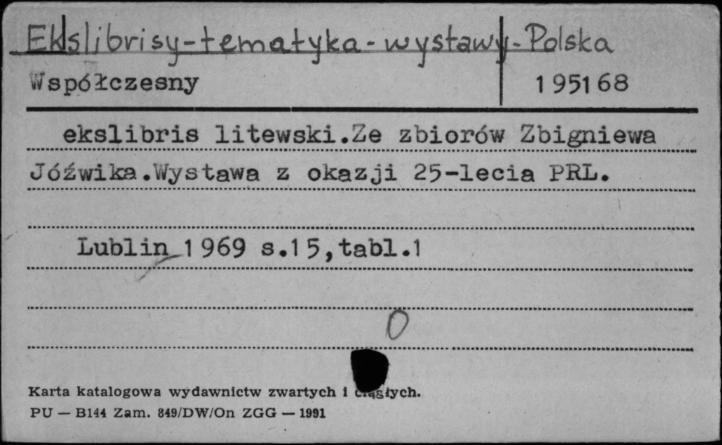 Ekslibrisy-tematyka-wystawy-Polska
Współczesny 195168
ekslibris litewski.Ze zbiorów Zbigniewa
Jóźwika.Wystawa z okazji 25-lecia PRL.
Lublin 1969 s.15,tabl.1
0
Karta katalogowa wydawnictw zwartych i ciągłych.
PU — B144 Zam. 849/DW/On ZGG — 1991